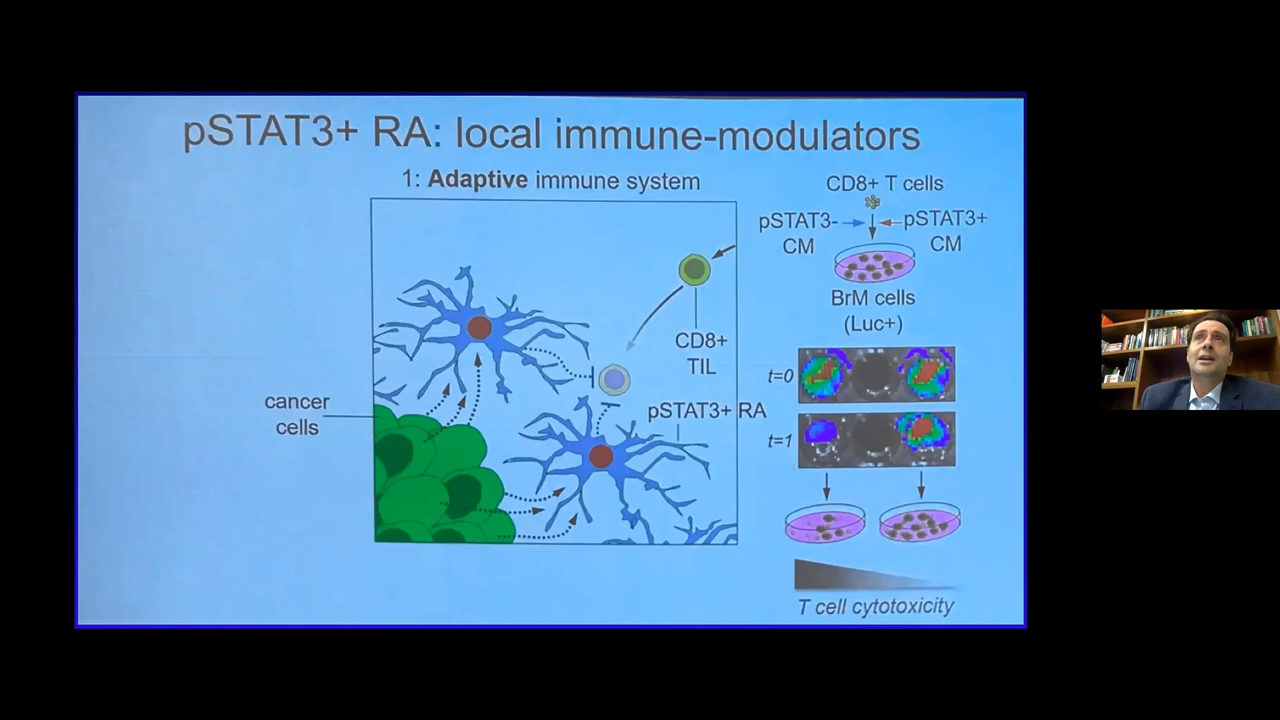 pSTAT3+ RA: local immune-modulators
1: Adaptive immune system
CD8+
TIL
pSTAT3+ RA
cancer
cells
CD8+ T cells
pSTAT3-
CM
pSTAT3+
CM
BrM cells
(Luc+)
t=0
t=1
T cell cytotoxicity